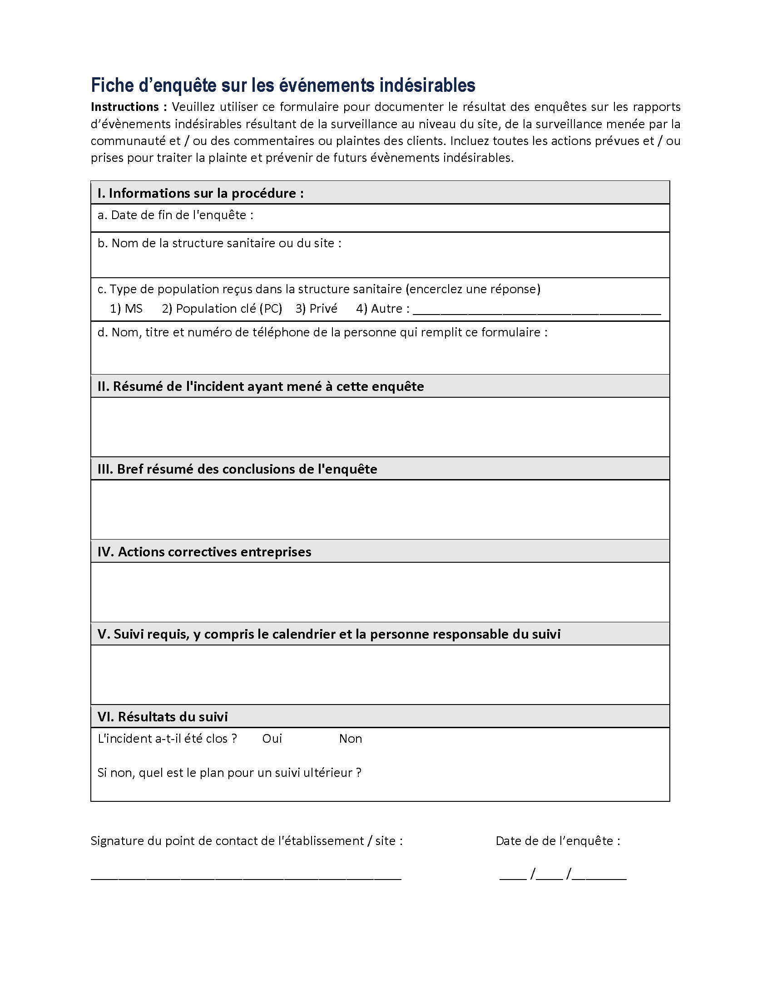 Fiche d’enquête sur les événements indésirables
Instructions : Veuillez utiliser ce formulaire pour documenter le résultat des enquêtes sur les rapports
d’évènements indésirables résultant de la surveillance au niveau du site, de la surveillance menée par la
communauté et / ou des commentaires ou plaintes des clients. Incluez toutes les actions prévues et / ou
prises pour traiter la plainte et prévenir de futurs évènements indésirables.
I. Informations sur la procédure :
a. Date de fin de l'enquête :
b. Nom de la structure sanitaire ou du site :
c. Type de population reçus dans la structure sanitaire (encerclez une réponse)
1) MS 2) Population clé (PC) 3) Privé 4) Autre : ____________________________________
d. Nom, titre et numéro de téléphone de la personne qui remplit ce formulaire :
II. Résumé de l'incident ayant mené à cette enquête
III. Bref résumé des conclusions de l'enquête
IV. Actions correctives entreprises
V. Suivi requis, y compris le calendrier et la personne responsable du suivi
VI. Résultats du suivi
L'incident a-t-il été clos ? Oui Non
Si non, quel est le plan pour un suivi ultérieur ?
Signature du point de contact de l'établissement / site : Date de de l’enquête :
_____________________________________________ ____ /____ /________